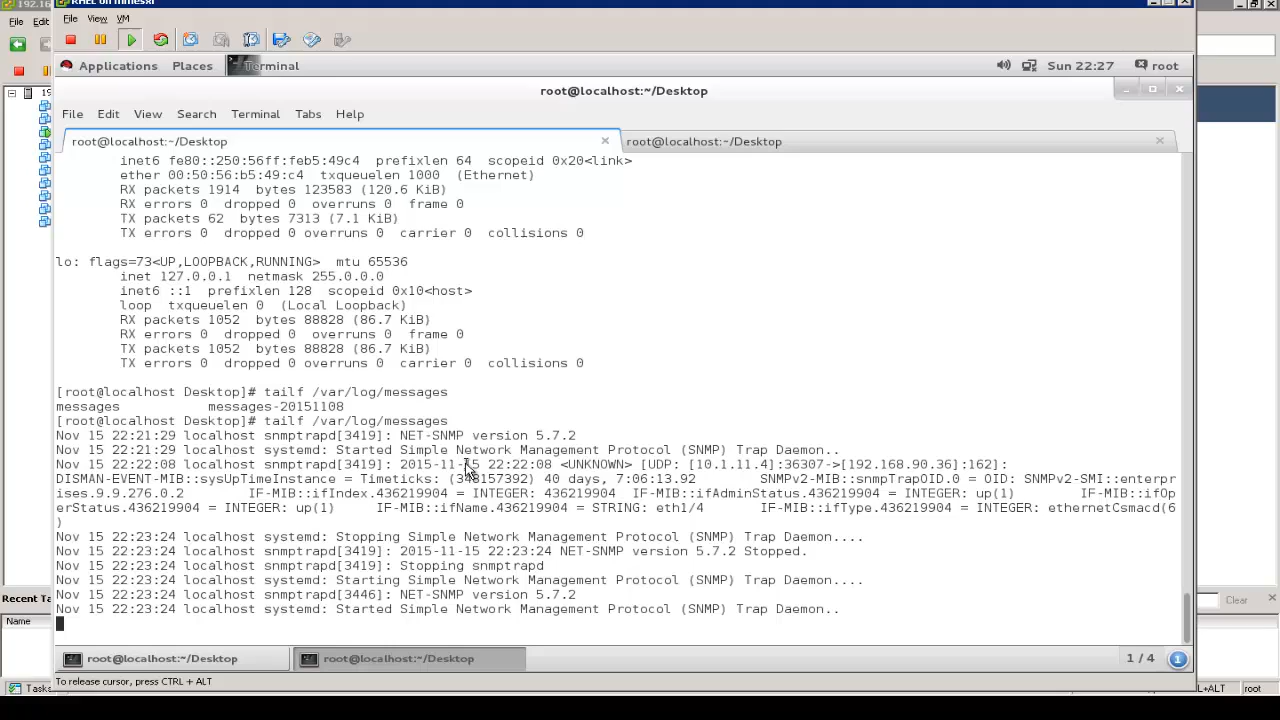 192.16
RHEL on
File View VM
File Edit
Applications Places Terminal
Sun 22:27 root
root@localhost:~/Desktop
File Edit View Search Terminal Tabs Help
root@localhost:~/Desktop root@localhost:~/Desktop
19
inet6 fe80::250:56ff:feb5:49c4 prefixlen 64 scopeid 0x20<link>
ether 00:50:56:b5:49:c4 txqueuelen 1000 (Ethernet)
RX packets 1914 bytes 123583 (120.6 KiB)
RX errors 0 dropped 0 overruns 0 frame 0
TX packets 62 bytes 7313 (7.1 KiB)
TX errors 0 dropped 0 overruns 0 carrier 0 collisions 0
lo: flags=73<UP,LOOPBACK,RUNNING> mtu 65536
inet 127.0.0.1 netmask 255.0.0.0
inet6 ::1 prefixlen 128 scopeid 0x10<host>
loop txqueuelen 0 (Local Loopback)
RX packets 1052 bytes 88828 (86.7 KiB)
RX errors 0 dropped 0 overruns 0 frame 0
TX packets 1052 bytes 88828 (86.7 KiB)
TX errors 0 dropped 0 overruns 0 carrier 0 collisions 0
[root@localhost Desktop]# tailf /var/log/messages
messages messages-20151108
[root@localhost Desktop]# tailf /var/log/messages
Nov 15 22:21:29 localhost snmptrapd[3419]: NET-SNMP version 5.7.2
Nov 15 22:21:29 localhost systemd: Started Simple Network Management Protocol (SNMP) Trap Daemon..
Nov 15 22:22:08 localhost snmptrapd[3419]: 2015-11-15 22:22:08 <UNKNOWN> [UDP: [10.1.11.4]:36307->[192.168.90.36]:162]:
DISMAN-EVENT-MIB::sysUpTimeInstance = Timeticks: (348157392) 40 days, 7:06:13.92 SNMPv2-MIB::snmpTrapOID.0 = OID: SNMPv2-SMI::enterpr
ises.9.9.276.0.2 IF-MIB::ifIndex.436219904 = INTEGER: 436219904 IF-MIB::ifAdminStatus.436219904 = INTEGER: up(1) IF-MIB::ifOp
erStatus.436219904 = INTEGER: up(1) IF-MIB::ifName.436219904 = STRING: eth1/4 IF-MIB::ifType.436219904 = INTEGER: ethernetCsmacd(6
)
Nov 15 22:23:24 localhost systemd: Stopping Simple Network Management Protocol (SNMP) Trap Daemon....
Nov 15 22:23:24 localhost snmptrapd[3419]: 2015-11-15 22:23:24 NET-SNMP version 5.7.2 Stopped.
Nov 15 22:23:24 localhost snmptrapd[3419]: Stopping snmptrapd
Nov 15 22:23:24 localhost systemd: Starting Simple Network Management Protocol (SNMP) Trap Daemon....
Nov 15 22:23:24 localhost snmptrapd[3446]: NET-SNMP version 5.7.2
Nov 15 22:23:24 localhost systemd: Started Simple Network Management Protocol (SNMP) Trap Daemon..
Recent Ta
Name
Clear
root@localhost:~/Desktop root@localhost:~/Desktop 1 / 4 1
To release cursor, press CTRL + ALT
Task
L+ALT root